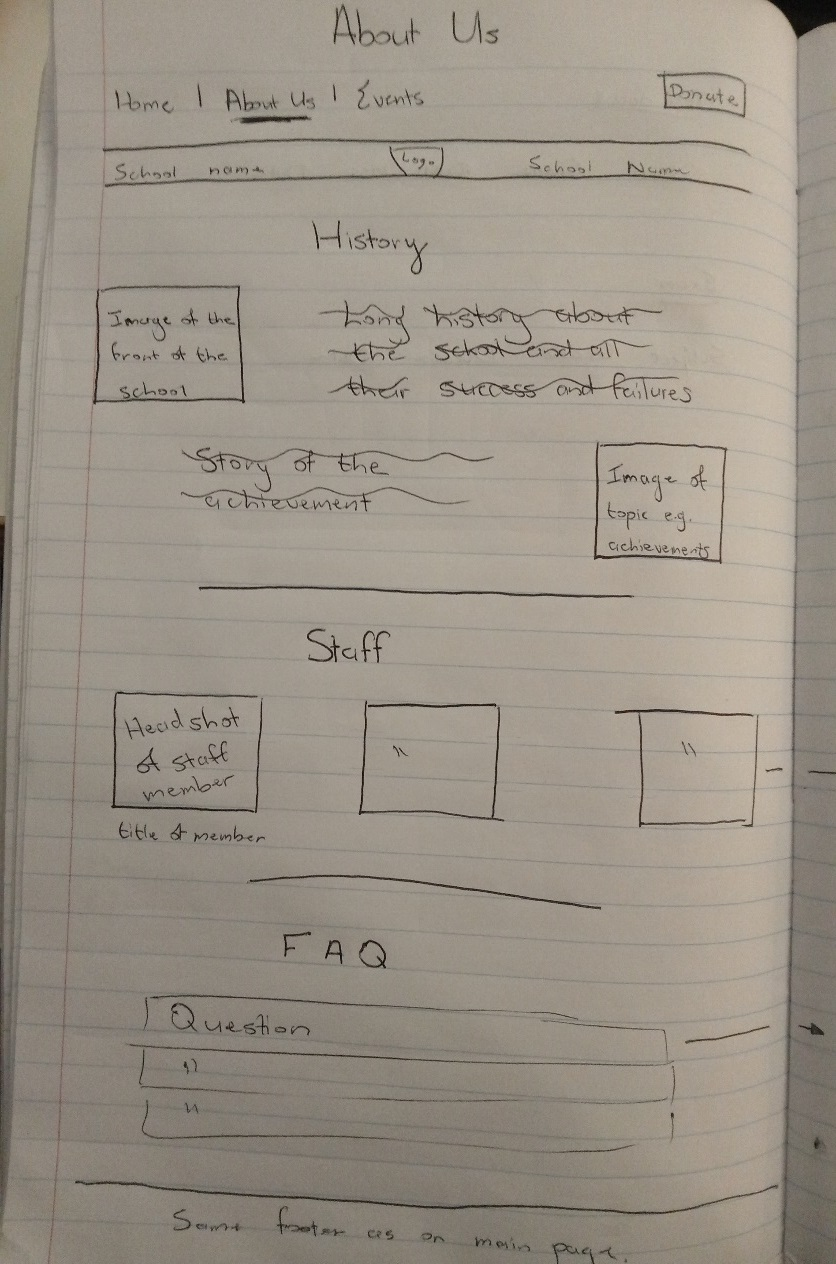 About Us
Home | About Us | Events
Donate
School name
Logo
School Name
History
Image of the
front of the
school
Long history about
the school and all
their success and failures
Story of the
achievement
Image of
topic e.g.
achievements
Staff
Headshot
of staff
member
"
"
title of member
FAQ
Question
"
"
Same footer as on main page.